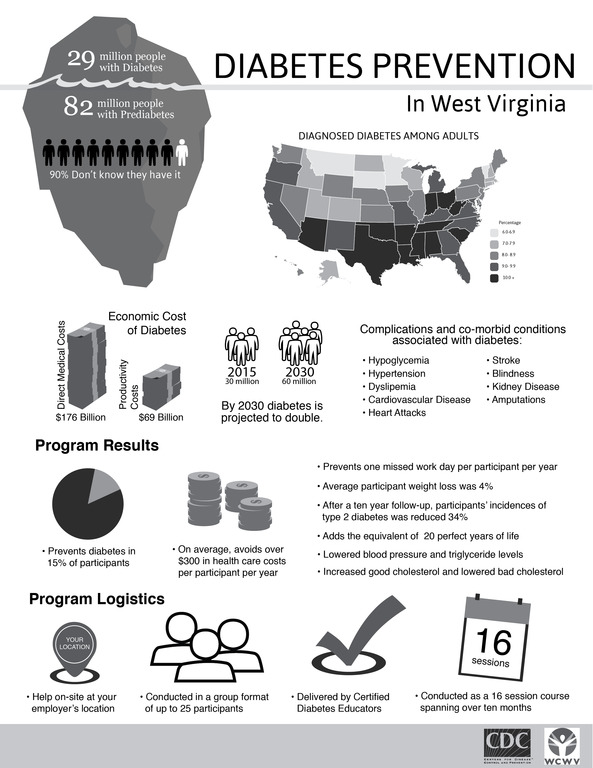 29 million people
with Diabetes
82 million people
with Prediabetes
90% Don't know they have it
DIABETES PREVENTION
In West Virginia
DIAGNOSED DIABETES AMONG ADULTS
Percentage
6.0-6.9
7.0-7.9
8.0-8.9
9.0-9.9
10.0 +
Economic Cost
of Diabetes
Direct Medical Costs
$176 Billion
Productivity
Costs
$69 Billion
2015
30 million
2030
60 million
By 2030 diabetes is
projected to double.
Complications and co-morbid conditions
associated with diabetes:
• Hypoglycemia
• Hypertension
• Dyslipemia
• Cardiovascular Disease
• Heart Attacks
• Stroke
• Blindness
• Kidney Disease
• Amputations
Program Results
• Prevents diabetes in
15% of participants
$
$
$
• On average, avoids over
$300 in health care costs
per participant per year
• Prevents one missed work day per participant per year
• Average participant weight loss was 4%
• After a ten year follow-up, participants' incidences of
type 2 diabetes was reduced 34%
• Adds the equivalent of 20 perfect years of life
• Lowered blood pressure and triglyceride levels
• Increased good cholesterol and lowered bad cholesterol
Program Logistics
YOUR
LOCATION
• Help on-site at your
employer's location
• Conducted in a group format
of up to 25 participants
• Delivered by Certified
Diabetes Educators
16
sessions
• Conducted as a 16 session course
spanning over ten months
CDC
CENTERS FOR DISEASE
CONTROL AND PREVENTION
WCWV